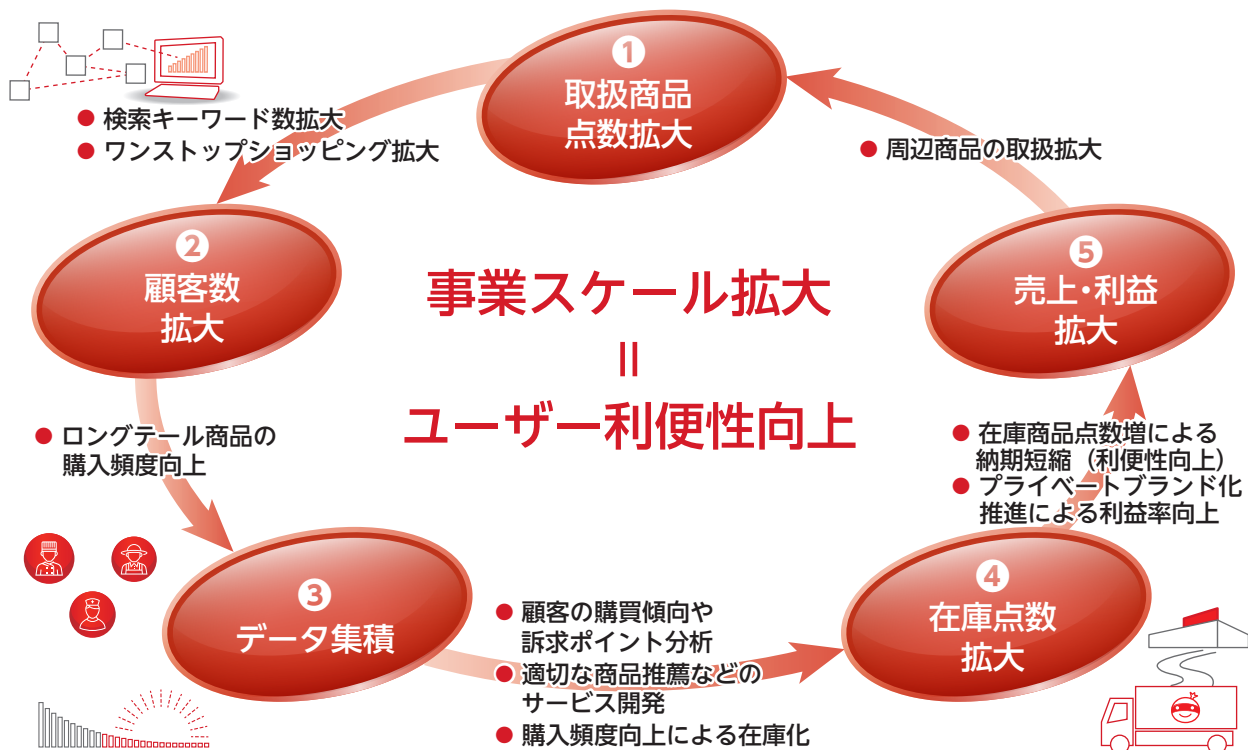 ❶
取扱商品
点数拡大
● 検索キーワード数拡大
● ワンストップショッピング拡大
❷
顧客数
拡大
● ロングテール商品の
購入頻度向上
❸
データ集積
● 顧客の購買傾向や
訴求ポイント分析
● 適切な商品推薦などの
サービス開発
● 購入頻度向上による在庫化
❹
在庫点数
拡大
● 在庫商品点数増による
納期短縮（利便性向上）
● プライベートブランド化
推進による利益率向上
❺
売上・利益
拡大
● 周辺商品の取扱拡大
事業スケール拡大
＝
ユーザー利便性向上